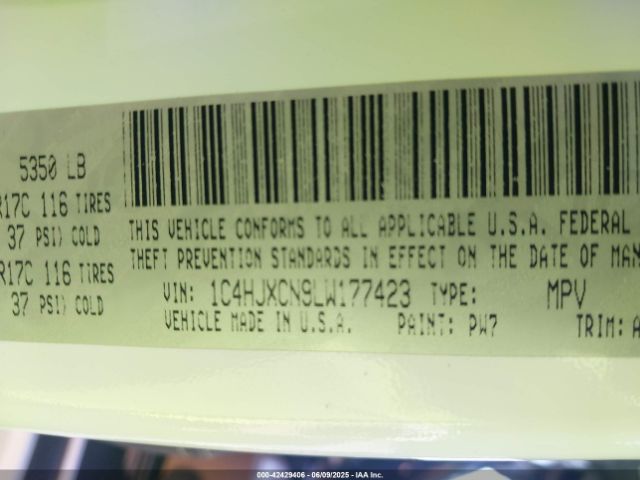 5350 LB
R17C 116 TIRES
37 PSI) COLD
R17C 116 TIRES
37 PSI) COLD
THIS VEHICLE CONFORMS TO ALL APPLICABLE U.S.A. FEDERAL
THEFT PREVENTION STANDARDS IN EFFECT ON THE DATE OF MAN
VIN: 1C4HJXCN9LW177423 TYPE: MPV
VEHICLE MADE IN U.S.A. PAINT: PW7 TRIM: A
000-42429406 - 06/09/2025 - IAA Inc.